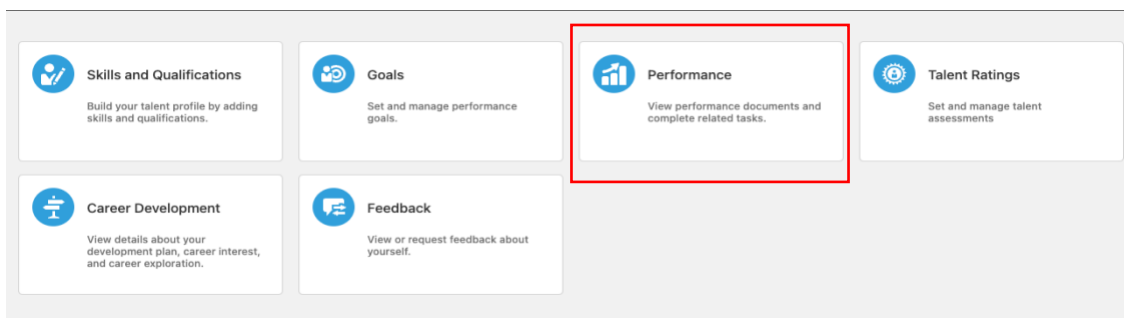 Skills and Qualifications
Build your talent profile by adding
skills and qualifications.
Goals
Set and manage performance
goals.
Performance
View performance documents and
complete related tasks.
Talent Ratings
Set and manage talent
assessments
Career Development
View details about your
development plan, career interest,
and career exploration.
Feedback
View or request feedback about
yourself.